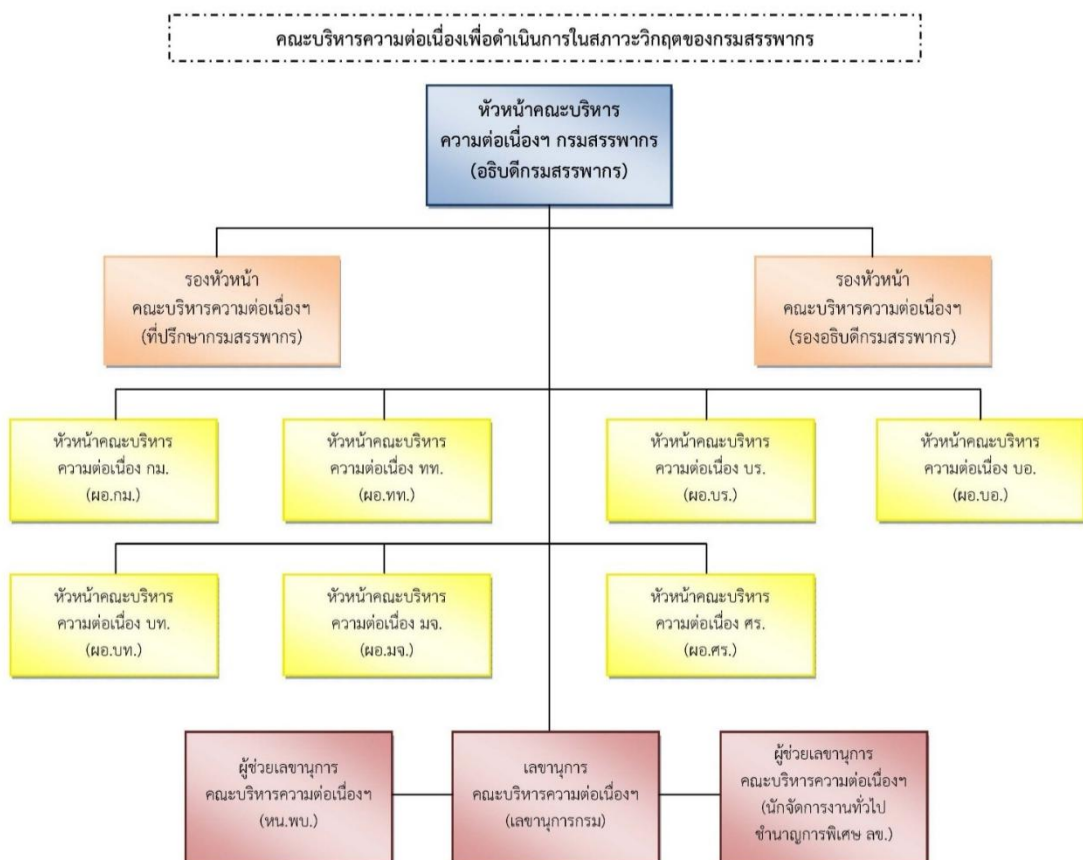 คณะบริหารความต่อเนื่องเพื่อดำเนินการในสภาวะวิกฤตของกรมสรรพากร
หัวหน้าคณะบริหาร
ความต่อเนื่องฯ กรมสรรพากร
(อธิบดีกรมสรรพากร)
รองหัวหน้า
คณะบริหารความต่อเนื่องฯ
(ที่ปรึกษากรมสรรพากร)
รองหัวหน้า
คณะบริหารความต่อเนื่องฯ
(รองอธิบดีกรมสรรพากร)
หัวหน้าคณะบริหาร
ความต่อเนื่อง กม.
(ผอ.กม.)
หัวหน้าคณะบริหาร
ความต่อเนื่อง ทท.
(ผอ.ทท.)
หัวหน้าคณะบริหาร
ความต่อเนื่อง บร.
(ผอ.บร.)
หัวหน้าคณะบริหาร
ความต่อเนื่อง บอ.
(ผอ.บอ.)
หัวหน้าคณะบริหาร
ความต่อเนื่อง บท.
(ผอ.บท.)
หัวหน้าคณะบริหาร
ความต่อเนื่อง มจ.
(ผอ.มจ.)
หัวหน้าคณะบริหาร
ความต่อเนื่อง ศร.
(ผอ.ศร.)
ผู้ช่วยเลขานุการ
คณะบริหารความต่อเนื่องฯ
(หน.พบ.)
เลขานุการ
คณะบริหารความต่อเนื่องฯ
(เลขานุการกรม)
ผู้ช่วยเลขานุการ
คณะบริหารความต่อเนื่องฯ
(นักจัดการงานทั่วไป
ชำนาญการพิเศษ ลข.)